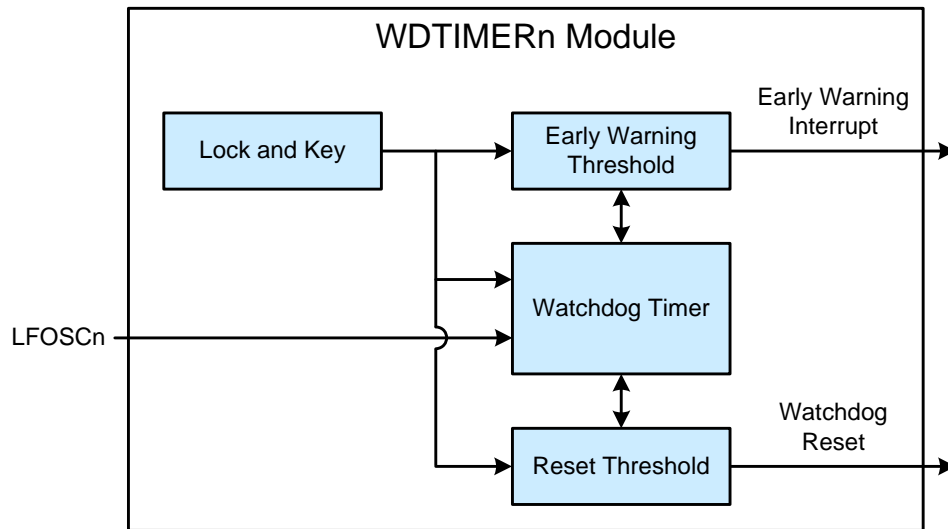 WDTIMERn Module
Early Warning
Interrupt
Lock and Key
Early Warning
Threshold
Watchdog Timer
LFOSCn
Watchdog
Reset
Reset Threshold